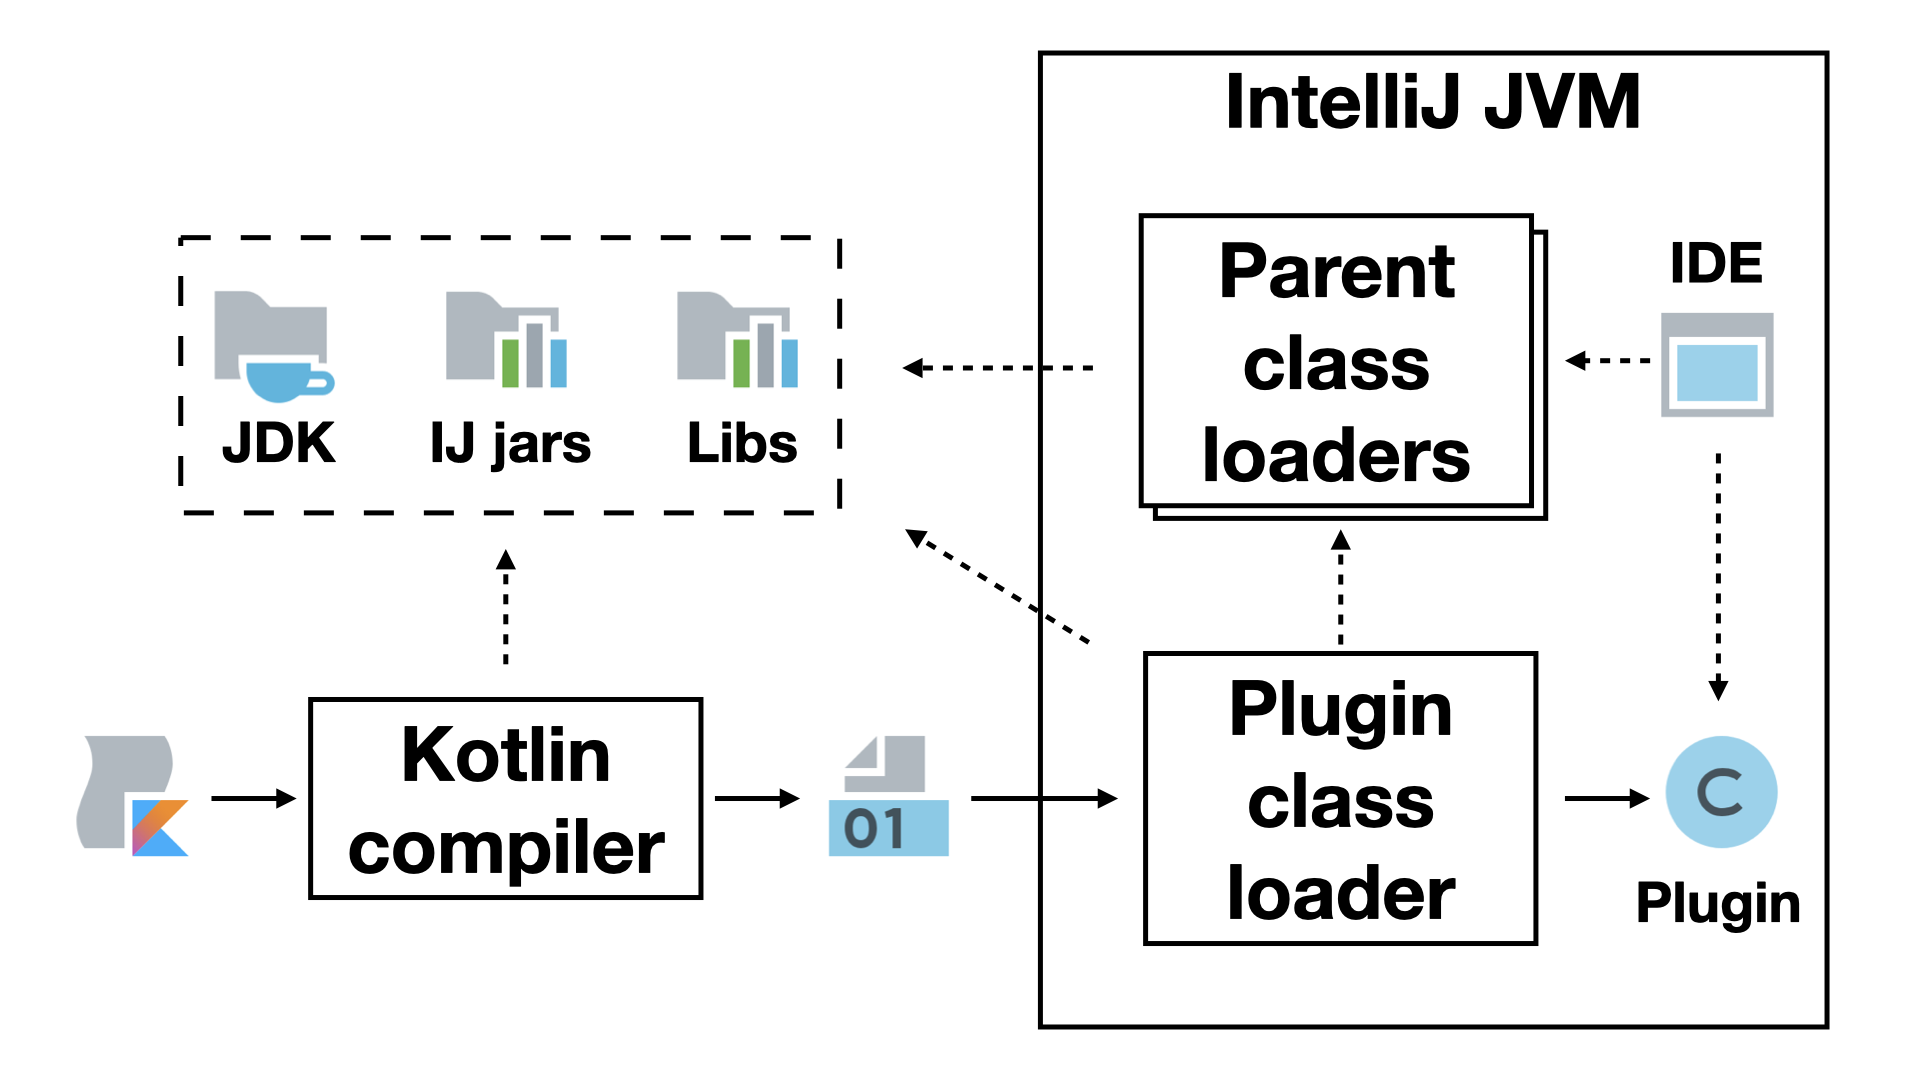 IntelliJ JVM
Parent
class
loaders
IDE
JDK
IJ jars
Libs
Kotlin
compiler
01
Plugin
class
loader
C
Plugin